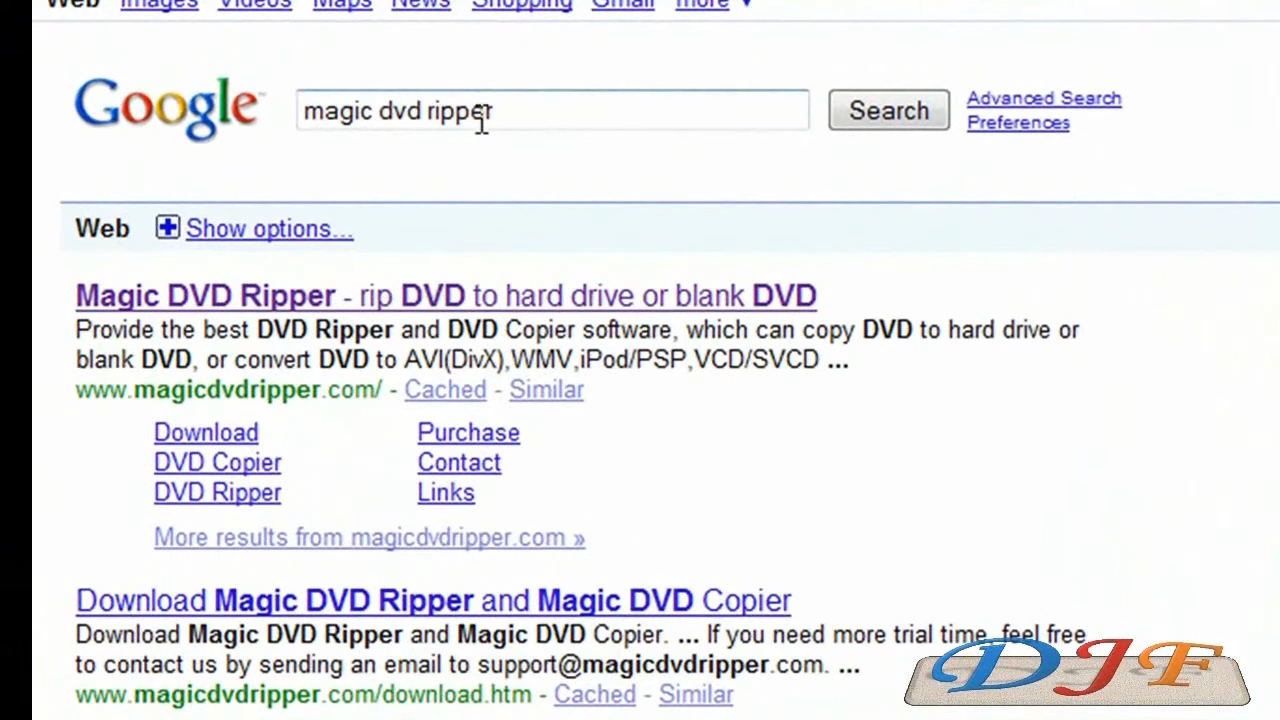 Web Images Videos Maps News Shopping Gmail more ▼
Google magic dvd ripper Search Advanced Search
Preferences
Web Show options...
Magic DVD Ripper - rip DVD to hard drive or blank DVD
Provide the best DVD Ripper and DVD Copier software, which can copy DVD to hard drive or
blank DVD, or convert DVD to AVI(DivX),WMV,iPod/PSP,VCD/SVCD ...
www.magicdvdripper.com/ - Cached - Similar
Download Purchase
DVD Copier Contact
DVD Ripper Links
More results from magicdvdripper.com »
Download Magic DVD Ripper and Magic DVD Copier
Download Magic DVD Ripper and Magic DVD Copier. ... If you need more trial time, feel free
to contact us by sending an email to support@magicdvdripper.com. ...
www.magicdvdripper.com/download.htm - Cached - Similar
DJF